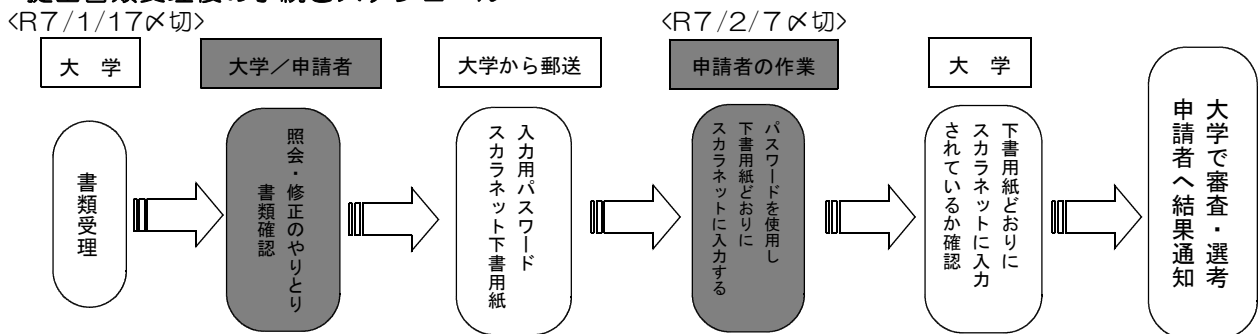 <R7/1/17〆切>
<R7/2/7〆切>
大 学
大学/申請者
大学から郵送
申請者の作業
大 学
書類受理
照会・修正のやりとり
書類確認
入力用パスワード
スカラネット下書用紙
パスワードを使用し
下書用紙どおりに
スカラネットに入力する
下書用紙どおりに
スカラネットに入力
されているか確認
大学で審査・選考
申請者へ結果通知